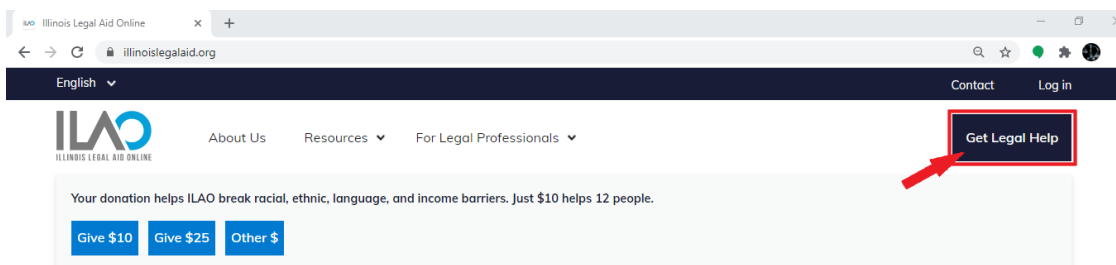 ILAO Illinois Legal Aid Online
illinoislegalaid.org
English
Contact Log in
ILAO
ILLINOIS LEGAL AID ONLINE
About Us Resources For Legal Professionals
Get Legal Help
Your donation helps ILAO break racial, ethnic, language, and income barriers. Just $10 helps 12 people.
Give $10 Give $25 Other $